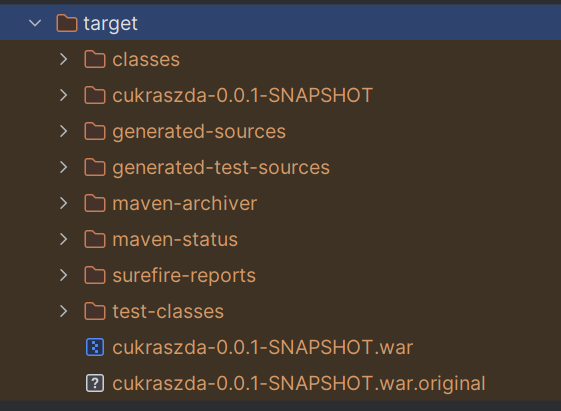 target
classes
cukraszda-0.0.1-SNAPSHOT
generated-sources
generated-test-sources
maven-archiver
maven-status
surefire-reports
test-classes
cukraszda-0.0.1-SNAPSHOT.war
cukraszda-0.0.1-SNAPSHOT.war.original